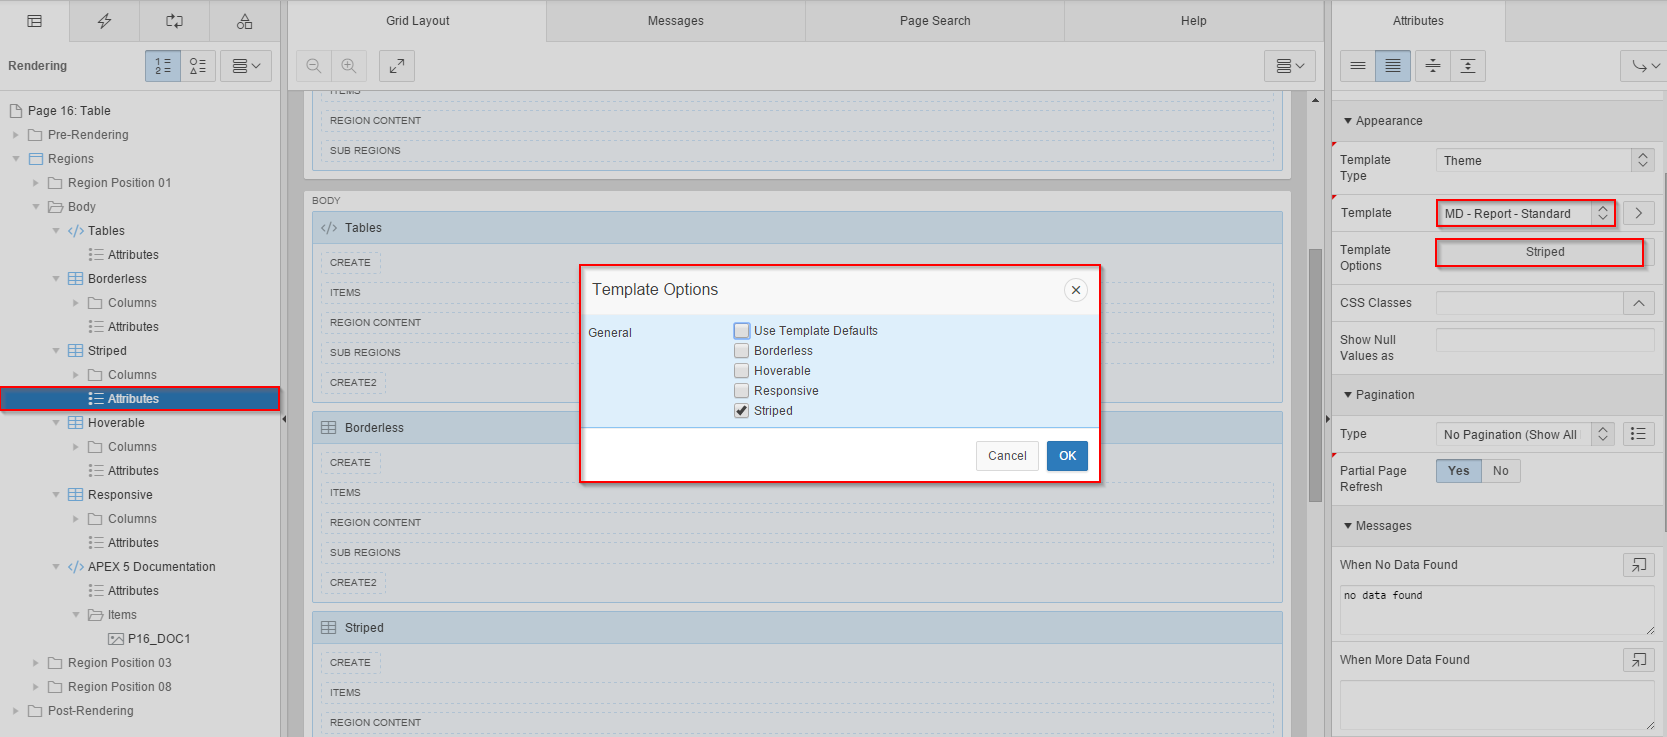 Grid Layout
Messages
Page Search
Help
Attributes
Rendering
Page 16: Table
Pre-Rendering
Regions
Region Position 01
Body
Tables
Attributes
Borderless
Columns
Attributes
Striped
Columns
Attributes
Hoverable
Columns
Attributes
Responsive
Columns
Attributes
APEX 5 Documentation
Attributes
Items
P16_DOC1
Region Position 03
Region Position 08
Post-Rendering
ITEMS
REGION CONTENT
SUB REGIONS
BODY
Tables
CREATE
ITEMS
REGION CONTENT
SUB REGIONS
CREATE2
Borderless
CREATE
ITEMS
REGION CONTENT
SUB REGIONS
CREATE2
Striped
CREATE
ITEMS
REGION CONTENT
Template Options
General
Use Template Defaults
Borderless
Hoverable
Responsive
Striped
Cancel
OK
Appearance
Template Type
Theme
Template
MD - Report - Standard
Template Options
Striped
CSS Classes
Show Null Values as
Pagination
Type
No Pagination (Show All
Partial Page Refresh
Yes
No
Messages
When No Data Found
no data found
When More Data Found